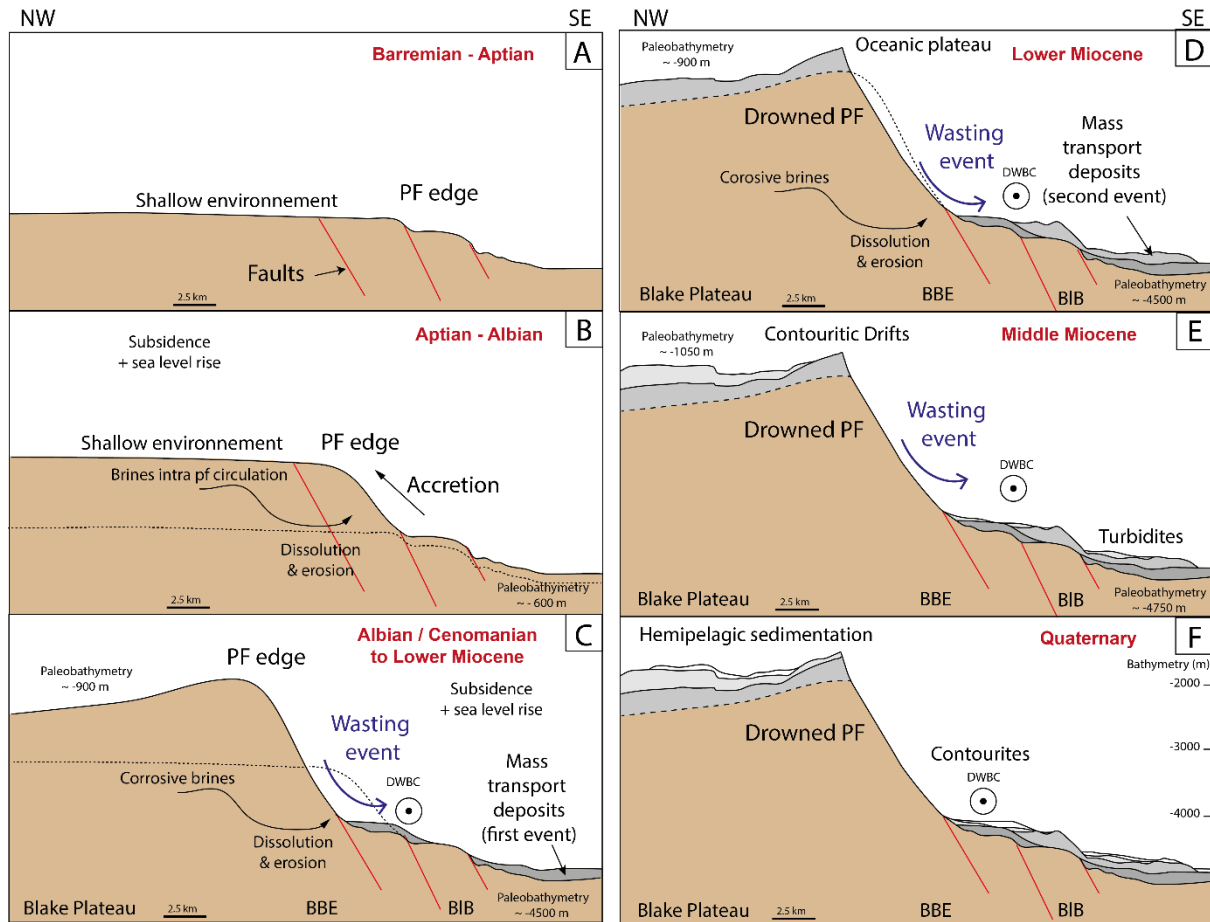 NW
SE
A
Barremian - Aptian
Shallow environnement
PF edge
Faults
2.5 km
B
Aptian - Albian
Subsidence
+ sea level rise
Shallow environnement
PF edge
Brines intra pf circulation
Accretion
Dissolution
& erosion
2.5 km
Paleobathymetry
~ - 600 m
C
Albian / Cenomanian
to Lower Miocene
PF edge
Paleobathymetry
~ -900 m
Subsidence
+ sea level rise
Wasting
event
DWBC
Corrosive brines
Mass
transport
deposits
(first event)
Dissolution
& erosion
Paleobathymetry
~ -4500 m
Blake Plateau
2.5 km
BBE
BIB
NW
SE
D
Lower Miocene
Paleobathymetry
~ -900 m
Oceanic plateau
Drowned PF
Wasting
event
Mass
transport
deposits
(second event)
DWBC
Corosive brines
Dissolution
& erosion
Paleobathymetry
~ -4500 m
Blake Plateau
2.5 km
BBE
BIB
E
Middle Miocene
Paleobathymetry
~ -1050 m
Contouritic Drifts
Drowned PF
Wasting
event
DWBC
Turbidites
Paleobathymetry
~ -4750 m
Blake Plateau
2.5 km
BBE
BIB
F
Hemipelagic sedimentation
Quaternary
Bathymetry (m)
-2000
Drowned PF
-3000
Contourites
DWBC
-4000
Blake Plateau
2.5 km
BBE
BIB